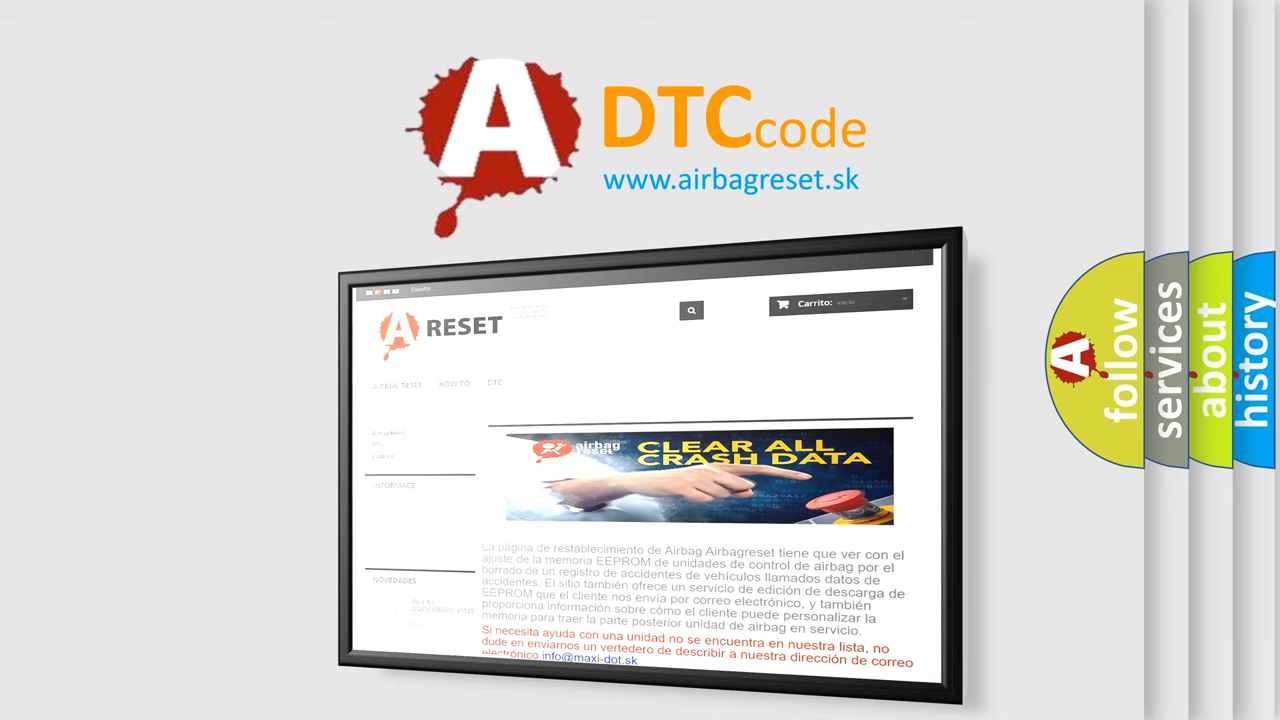 A
DTCcode
www.airbagreset.sk
Español
A RESET
Carrito: vacío
AIRBAG RESET HOW TO DTC
airbag
reset
CLEAR ALL
CRASH DATA
INFORMACE
La página de restablecimiento de Airbag Airbagreset tiene que ver con el
ajuste de la memoria EEPROM de unidades de control de airbag por el
borrado de un registro de accidentes de vehículos llamados datos de
accidentes. El sitio también ofrece un servicio de edición de descarga de
EEPROM que el cliente nos envía por correo electrónico, y también
proporciona información sobre cómo el cliente puede personalizar la
memoria para traer la parte posterior unidad de airbag en servicio.
Si necesita ayuda con una unidad no se encuentra en nuestra lista, no
dude en enviarnos un vertedero de describir a nuestra dirección de correo
electrónico info@maxi-dot.sk
NOVEDADES
A
follow
services
about
history